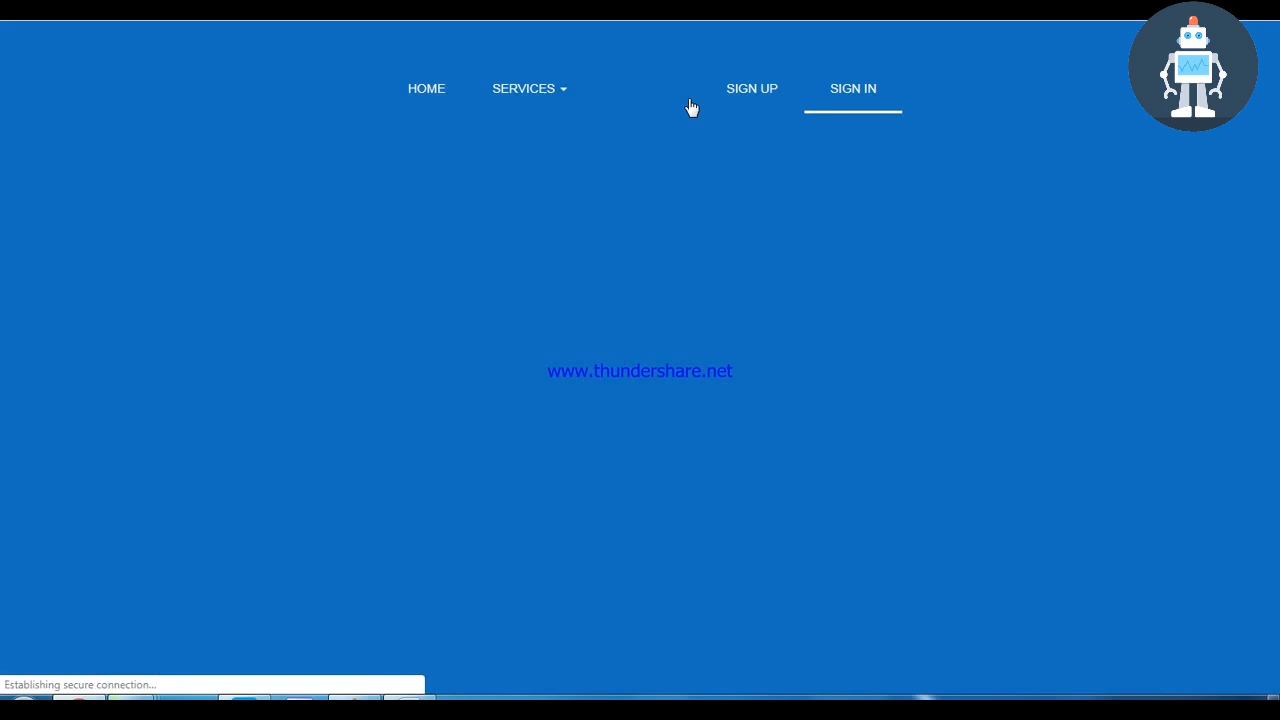 HOME SERVICES SIGN UP SIGN IN
www.thundershare.net
Establishing secure connection...